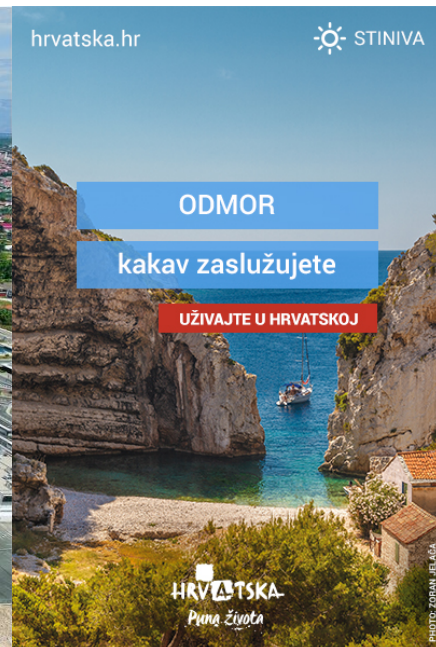 hrvatska.hr
STINIVA
ODMOR
kakav zaslužujete
UŽIVAJTE U HRVATSKOJ
HRVATSKA
Puna života
PHOTO: ZORAN JELAČA